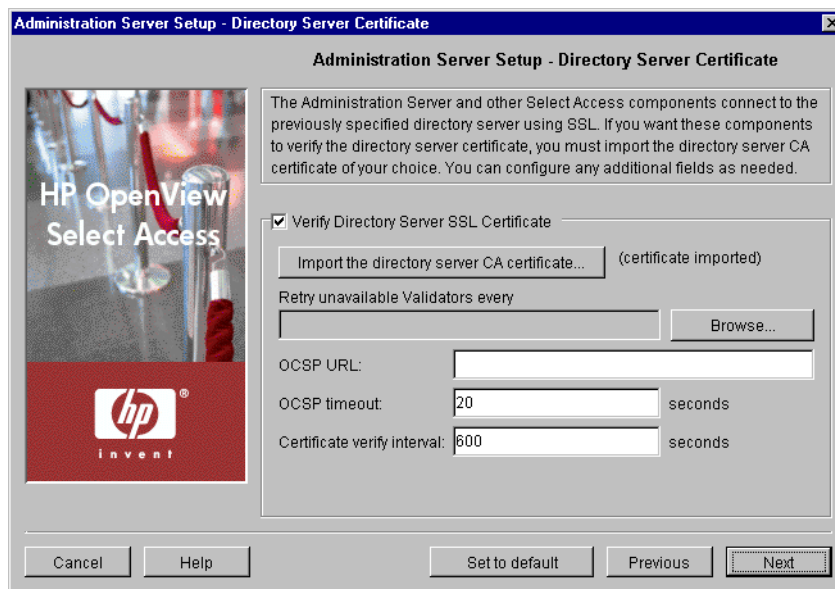 Administration Server Setup - Directory Server Certificate
Administration Server Setup - Directory Server Certificate
The Administration Server and other Select Access components connect to the
previously specified directory server using SSL. If you want these components
to verify the directory server certificate, you must import the directory server CA
certificate of your choice. You can configure any additional fields as needed.
HP OpenView
Select Access
hp
®
invent
Verify Directory Server SSL Certificate
Import the directory server CA certificate... (certificate imported)
Retry unavailable Validators every
Browse...
OCSP URL:
OCSP timeout: 20 seconds
Certificate verify interval: 600 seconds
Cancel Help Set to default Previous Next